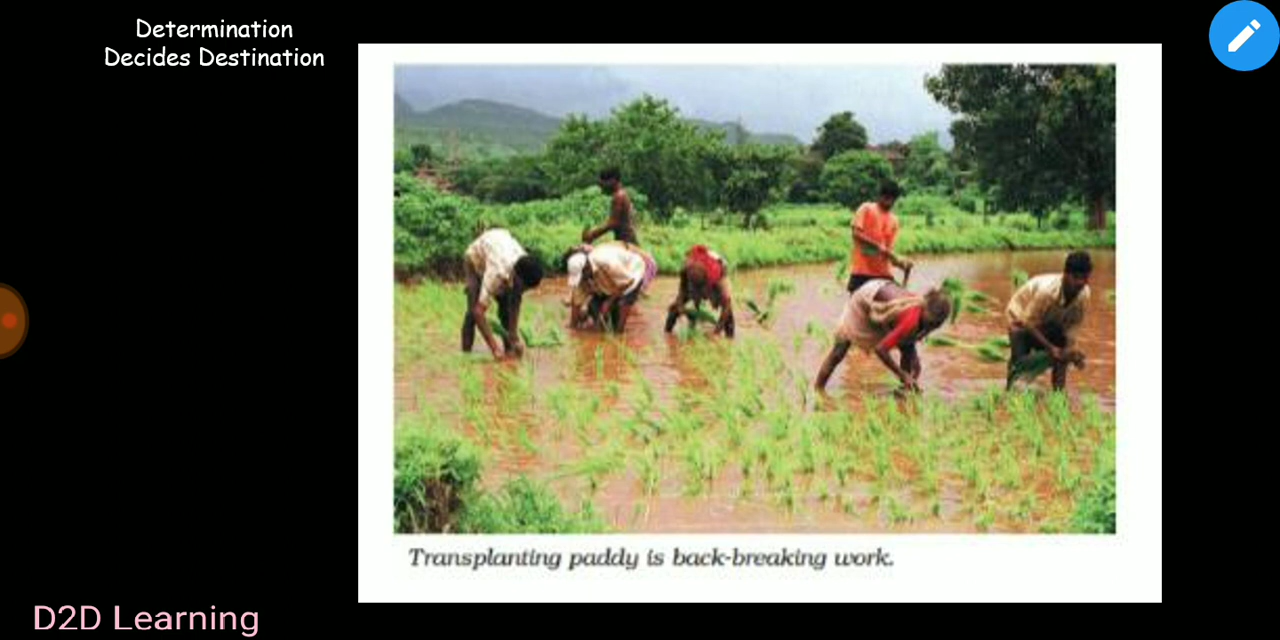 Determination
Decides Destination
Transplanting paddy is back-breaking work.
D2D Learning